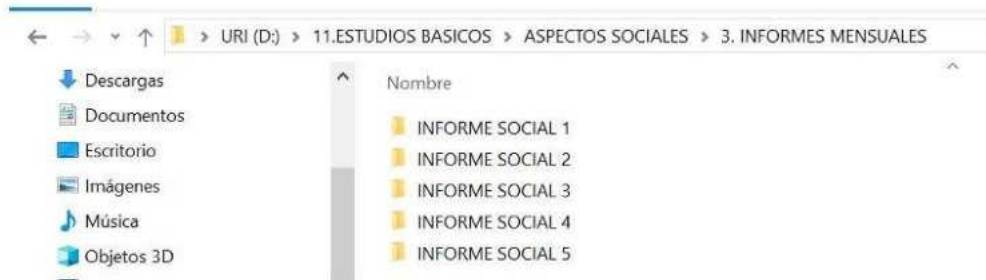 URI (D:) > 11.ESTUDIOS BASICOS > ASPECTOS SOCIALES > 3. INFORMES MENSUALES
Descargas
Documentos
Escritorio
Imágenes
Música
Objetos 3D
Nombre
INFORME SOCIAL 1
INFORME SOCIAL 2
INFORME SOCIAL 3
INFORME SOCIAL 4
INFORME SOCIAL 5